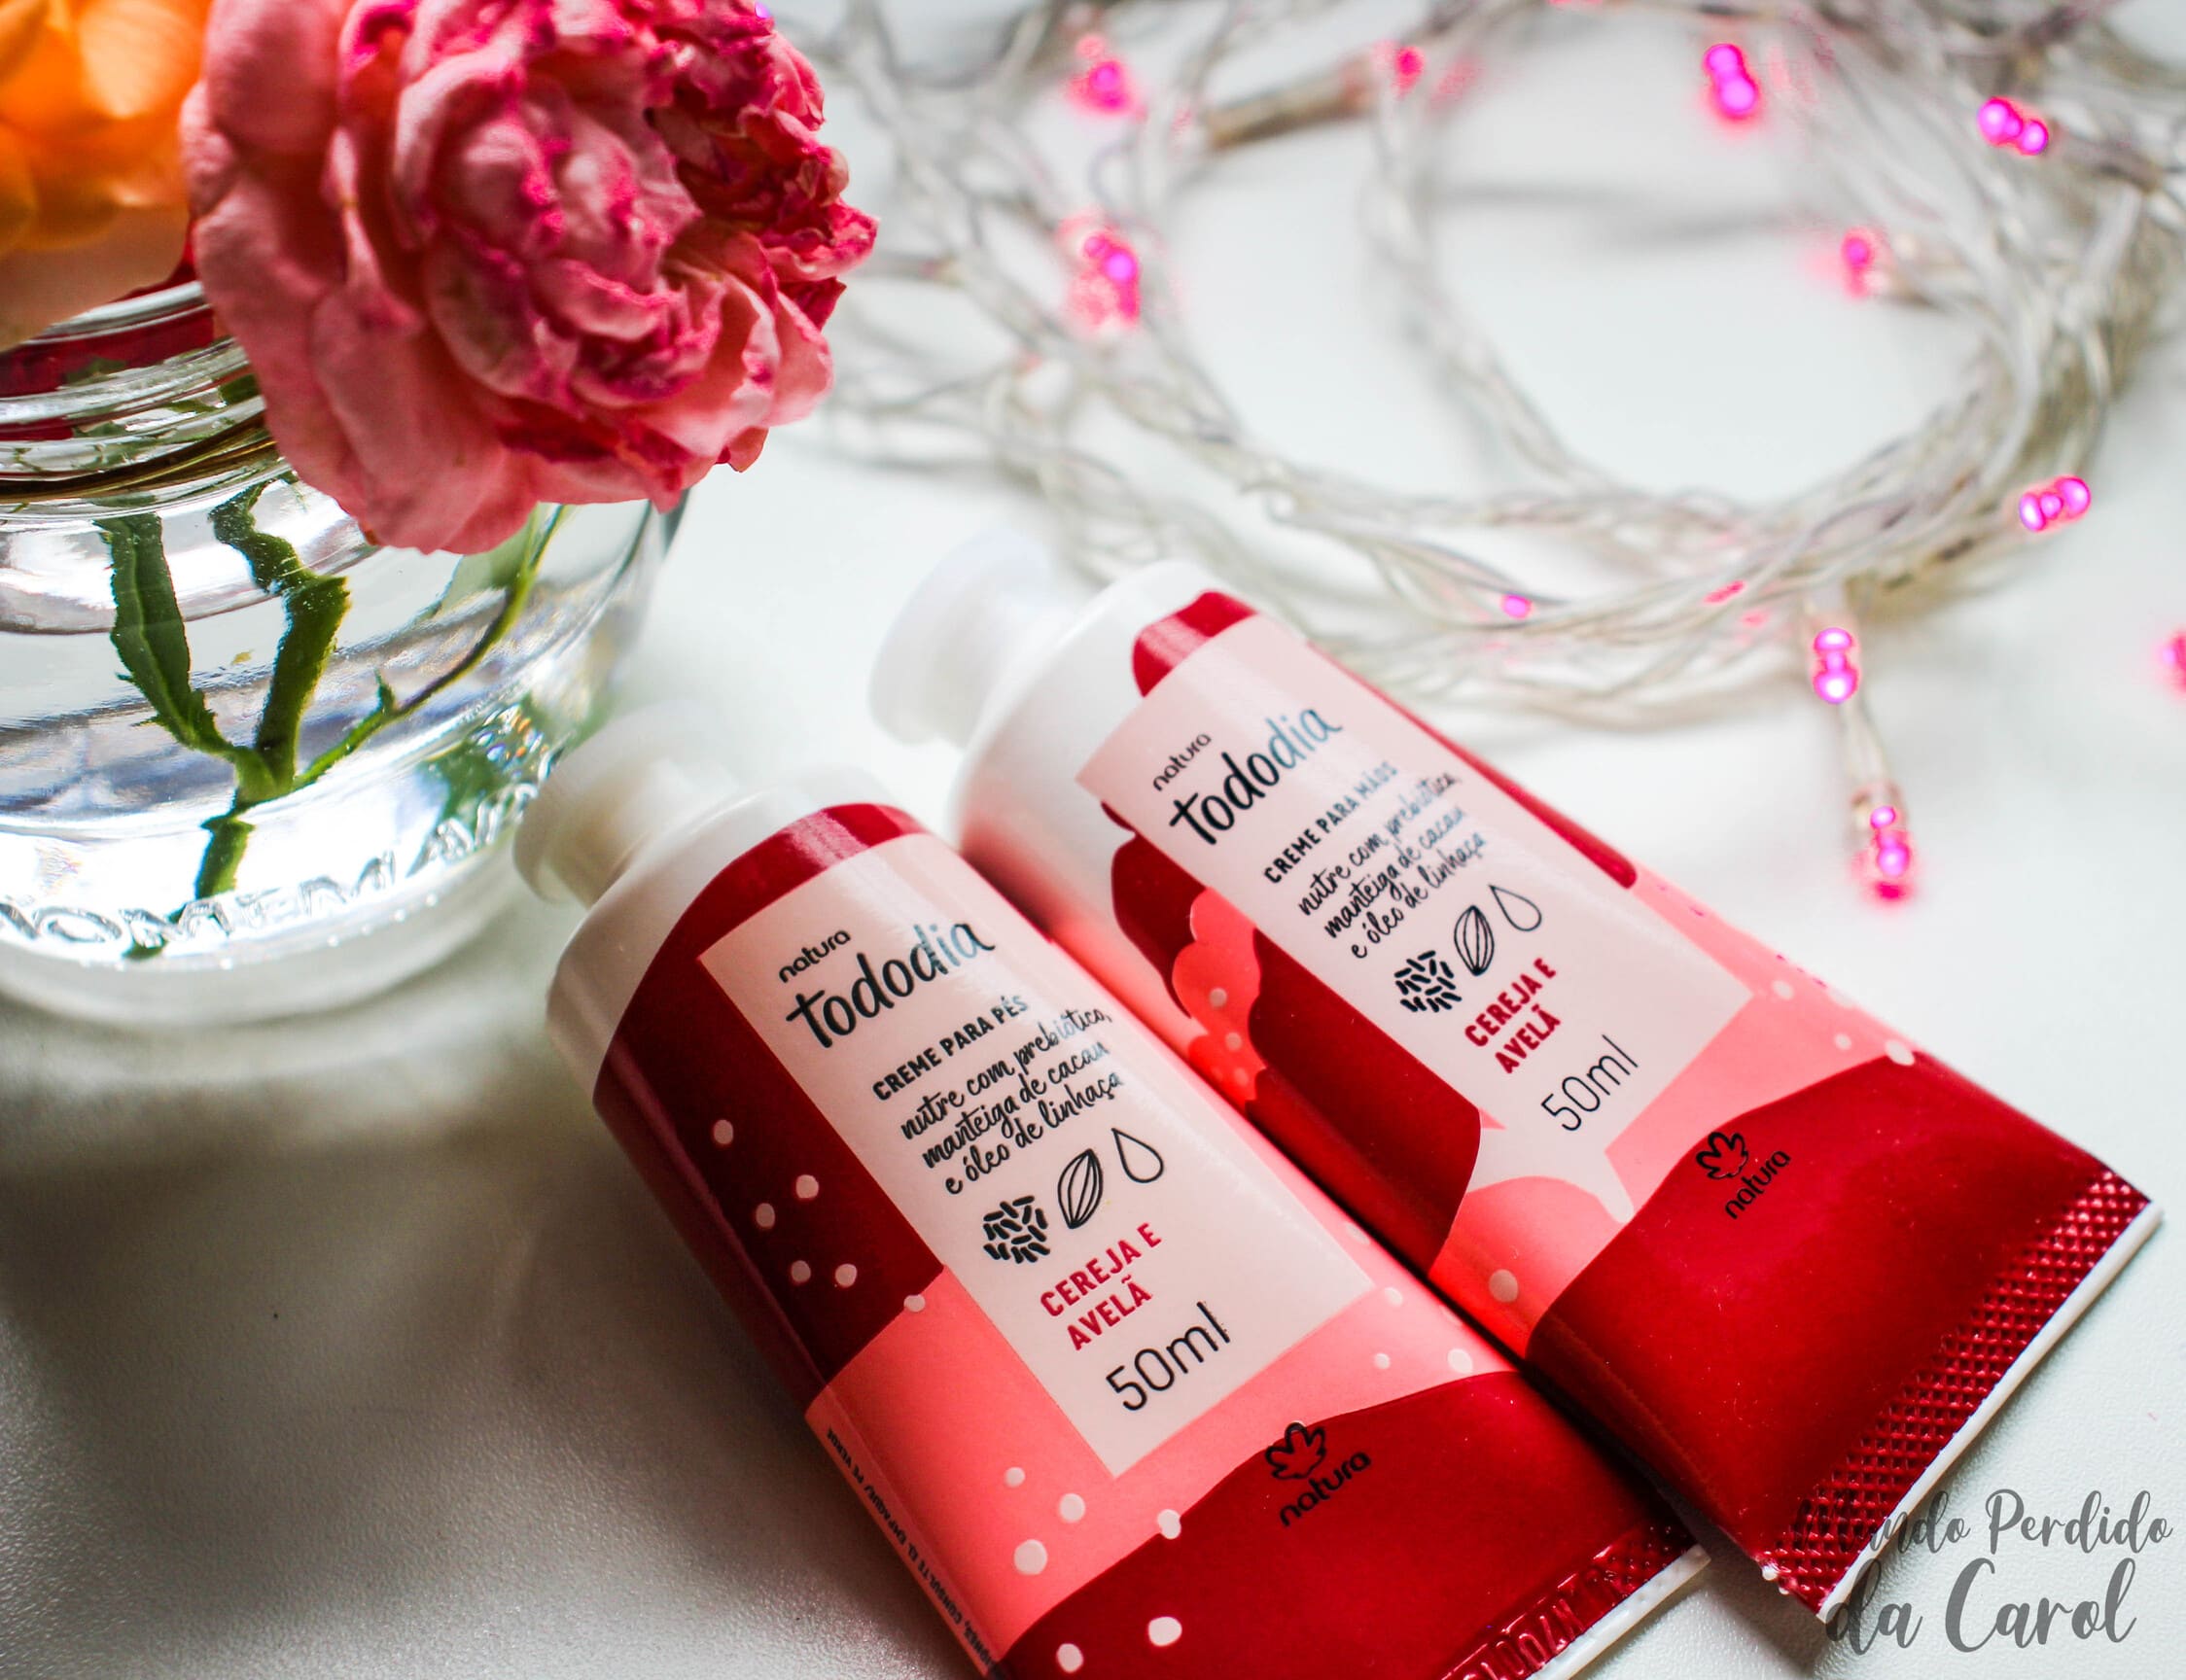 natura
tododia
CREME PARA PÉS
nutre com prebiótico,
manteiga de cacau
e óleo de linhaça
CEREJA E
AVELÃ
50ml
natura
natura
tododia
CREME PARA MÃOS
nutre com prebiótico,
manteiga de cacau
e óleo de linhaça
CEREJA E
AVELÃ
50ml
natura
Perdido
da Carol